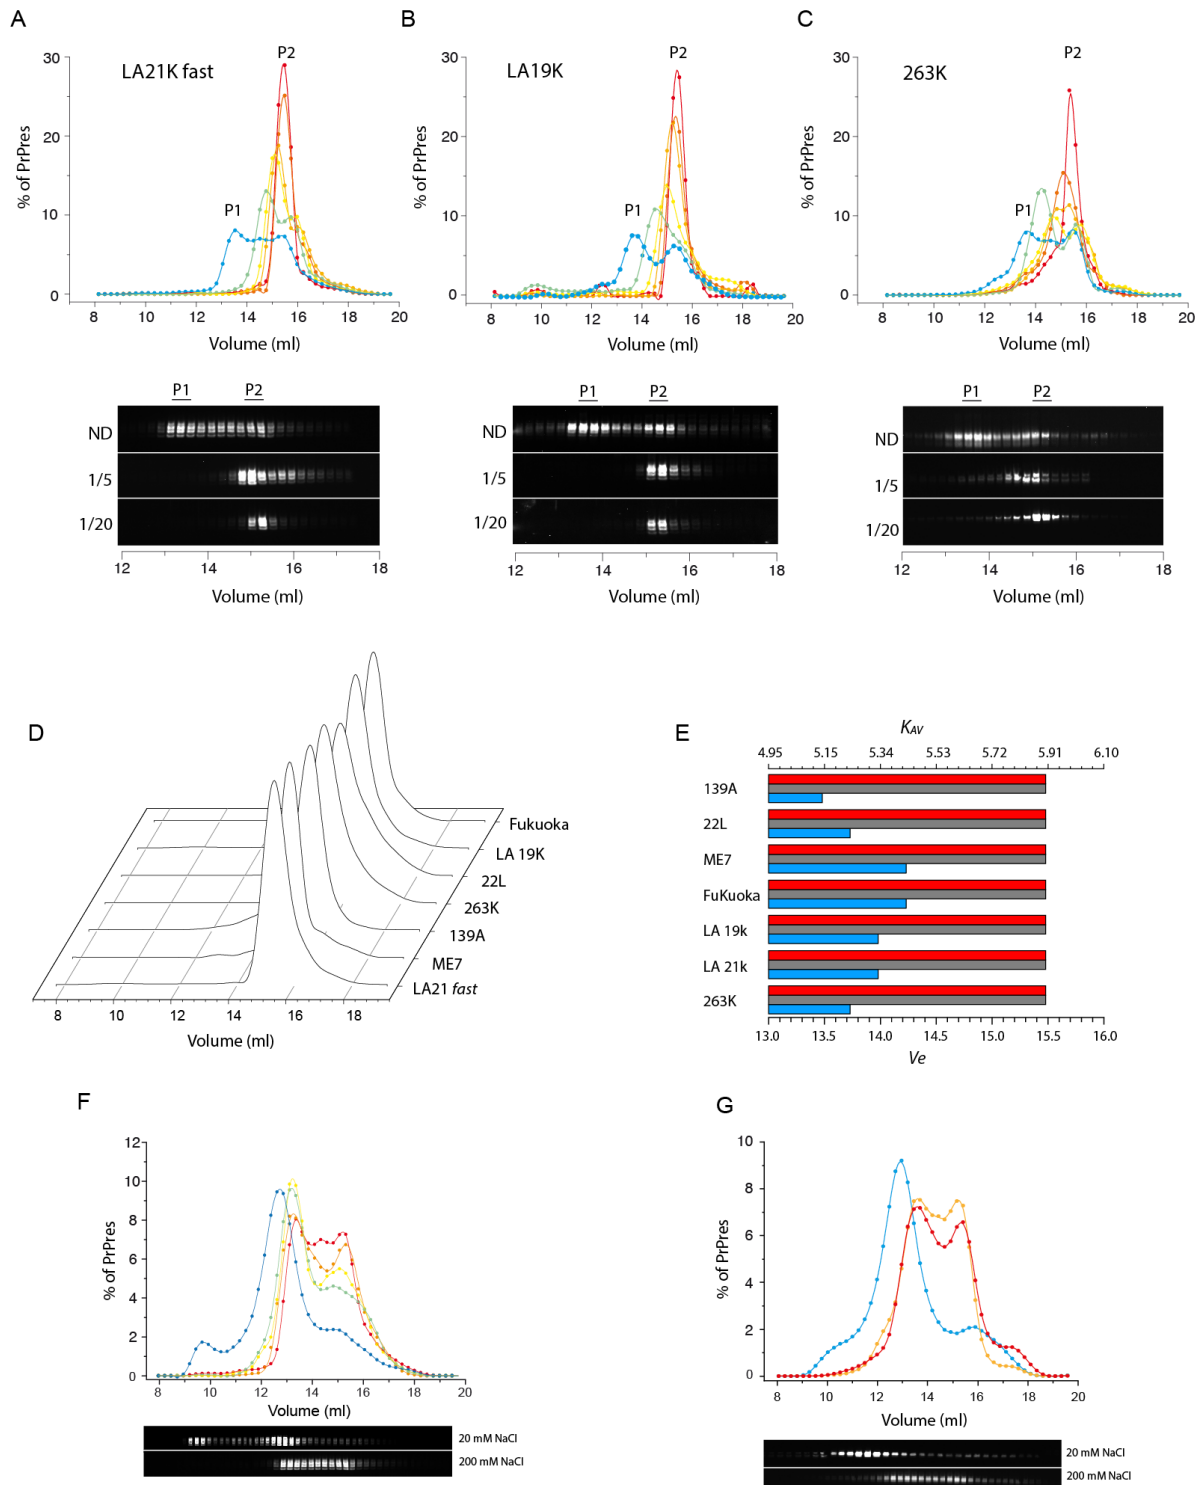 A
B
C
LA21K fast
P2
P1
30
20
10
0
% of PrPres
8 10 12 14 16 18 20
Volume (ml)
LA19K
P2
P1
30
20
10
0
% of PrPres
8 10 12 14 16 18 20
Volume (ml)
263K
P2
P1
30
20
10
0
% of PrPres
8 10 12 14 16 18 20
Volume (ml)
P1 P2
ND
1/5
1/20
12 14 16 18
Volume (ml)
P1 P2
ND
1/5
1/20
12 14 16 18
Volume (ml)
P1 P2
ND
1/5
1/20
12 14 16 18
Volume (ml)
D
Fukuoka
LA 19K
22L
263K
139A
ME7
LA21 fast
8 10 12 14 16 18
Volume (ml)
E
KAV
4.95 5.15 5.34 5.53 5.72 5.91 6.10
139A
22L
ME7
FuKuoka
LA 19k
LA 21k
263K
13.0 13.5 14.0 14.5 15.0 15.5 16.0
Ve
F
12
10
8
6
4
2
0
% of PrPres
8 10 12 14 16 18 20
Volume (ml)
20 mM NaCl
200 mM NaCl
G
10
8
6
4
2
0
% of PrPres
8 10 12 14 16 18 20
Volume (ml)
20 mM NaCl
200 mM NaCl